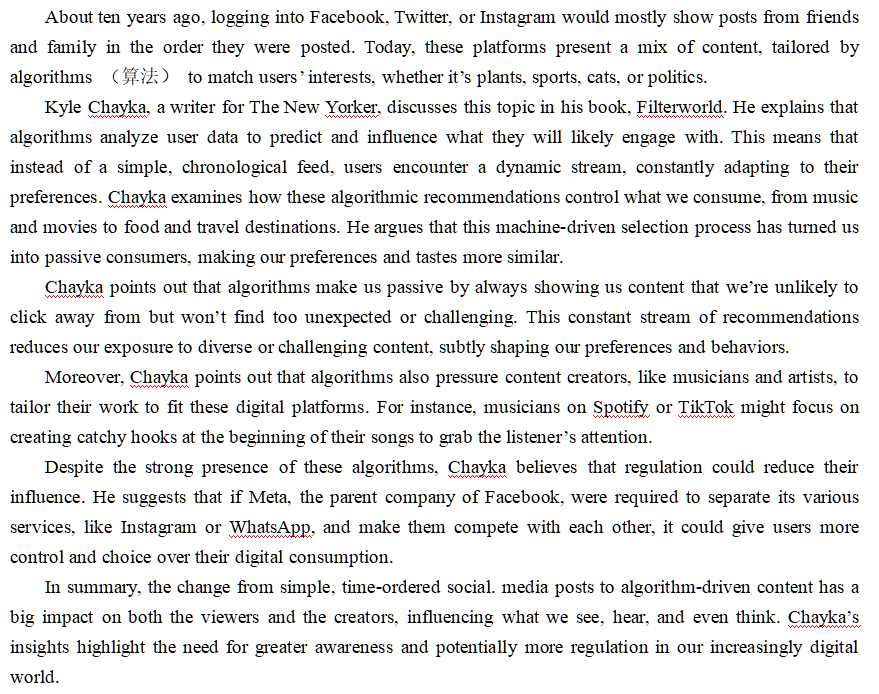 About ten years ago, logging into Facebook, Twitter, or Instagram would mostly show posts from friends
and family in the order they were posted. Today, these platforms present a mix of content, tailored by
algorithms （算法） to match users’ interests, whether it’s plants, sports, cats, or politics.
Kyle Chayka, a writer for The New Yorker, discusses this topic in his book, Filterworld. He explains that
algorithms analyze user data to predict and influence what they will likely engage with. This means that
instead of a simple, chronological feed, users encounter a dynamic stream, constantly adapting to their
preferences. Chayka examines how these algorithmic recommendations control what we consume, from music
and movies to food and travel destinations. He argues that this machine-driven selection process has turned us
into passive consumers, making our preferences and tastes more similar.
Chayka points out that algorithms make us passive by always showing us content that we’re unlikely to
click away from but won’t find too unexpected or challenging. This constant stream of recommendations
reduces our exposure to diverse or challenging content, subtly shaping our preferences and behaviors.
Moreover, Chayka points out that algorithms also pressure content creators, like musicians and artists, to
tailor their work to fit these digital platforms. For instance, musicians on Spotify or TikTok might focus on
creating catchy hooks at the beginning of their songs to grab the listener’s attention.
Despite the strong presence of these algorithms, Chayka believes that regulation could reduce their
influence. He suggests that if Meta, the parent company of Facebook, were required to separate its various
services, like Instagram or WhatsApp, and make them compete with each other, it could give users more
control and choice over their digital consumption.
In summary, the change from simple, time-ordered social. media posts to algorithm-driven content has a
big impact on both the viewers and the creators, influencing what we see, hear, and even think. Chayka’s
insights highlight the need for greater awareness and potentially more regulation in our increasingly digital
world.